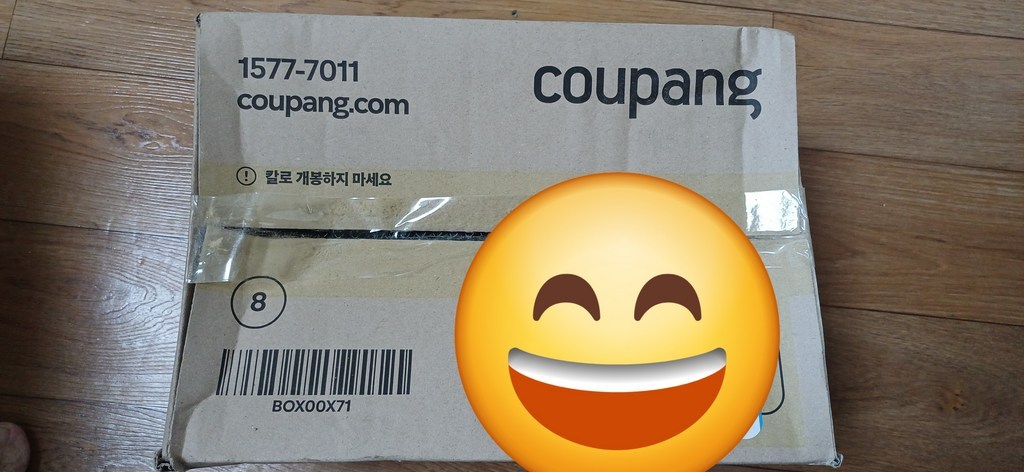 1577-7011
coupang.com
coupang
! 칼로 개봉하지 마세요
8
BOX00X71